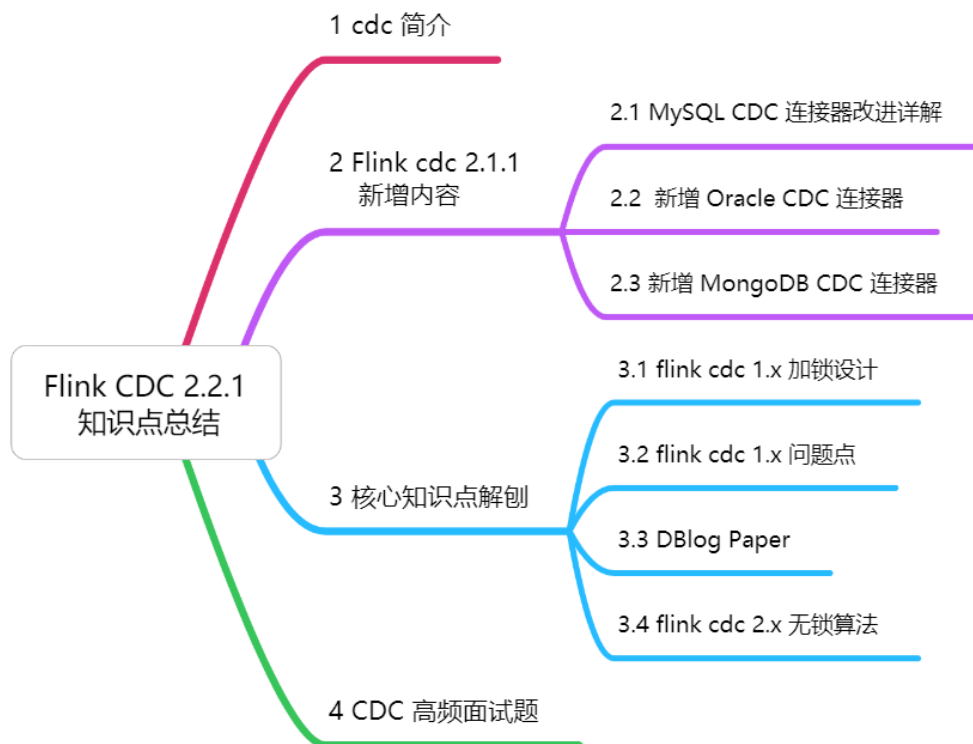 1 cdc 简介
2 Flink cdc 2.1.1
新增内容
2.1 MySQL CDC 连接器改进详解
2.2 新增 Oracle CDC 连接器
2.3 新增 MongoDB CDC 连接器
Flink CDC 2.2.1
知识点总结
3 核心知识点解刨
3.1 flink cdc 1.x 加锁设计
3.2 flink cdc 1.x 问题点
3.3 DBlog Paper
3.4 flink cdc 2.x 无锁算法
4 CDC 高频面试题